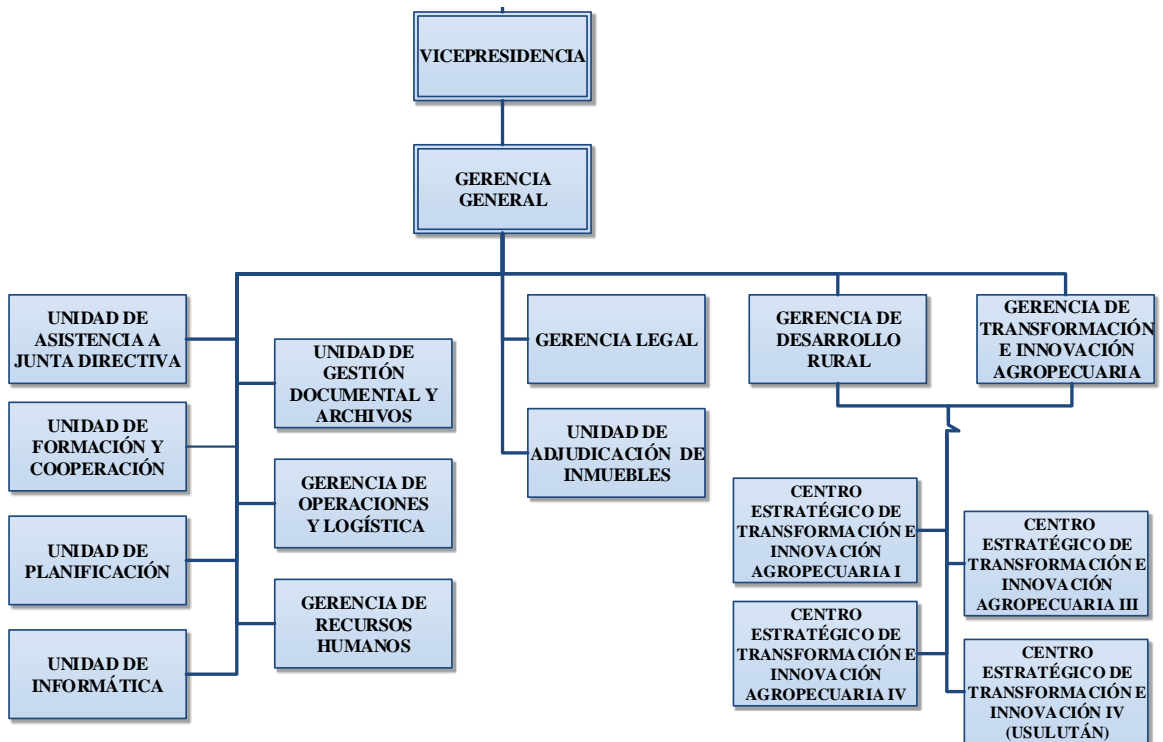 VICEPRESIDENCIA
GERENCIA
GENERAL
UNIDAD DE
ASISTENCIA A
JUNTA DIRECTIVA
UNIDAD DE
FORMACIÓN Y
COOPERACIÓN
UNIDAD DE
PLANIFICACIÓN
UNIDAD DE
INFORMÁTICA
UNIDAD DE
GESTIÓN
DOCUMENTAL Y
ARCHIVOS
GERENCIA DE
OPERACIONES
Y LOGÍSTICA
GERENCIA DE
RECURSOS
HUMANOS
GERENCIA LEGAL
UNIDAD DE
ADJUDICACIÓN DE
INMUEBLES
GERENCIA DE
DESARROLLO
RURAL
GERENCIA DE
TRANSFORMACIÓN
E INNOVACIÓN
AGROPECUARIA
CENTRO
ESTRATÉGICO DE
TRANSFORMACIÓN E
INNOVACIÓN
AGROPECUARIA I
CENTRO
ESTRATÉGICO DE
TRANSFORMACIÓN E
INNOVACIÓN
AGROPECUARIA IV
CENTRO
ESTRATÉGICO DE
TRANSFORMACIÓN E
INNOVACIÓN
AGROPECUARIA III
CENTRO
ESTRATÉGICO DE
TRANSFORMACIÓN E
INNOVACIÓN IV
(USULUTÁN)